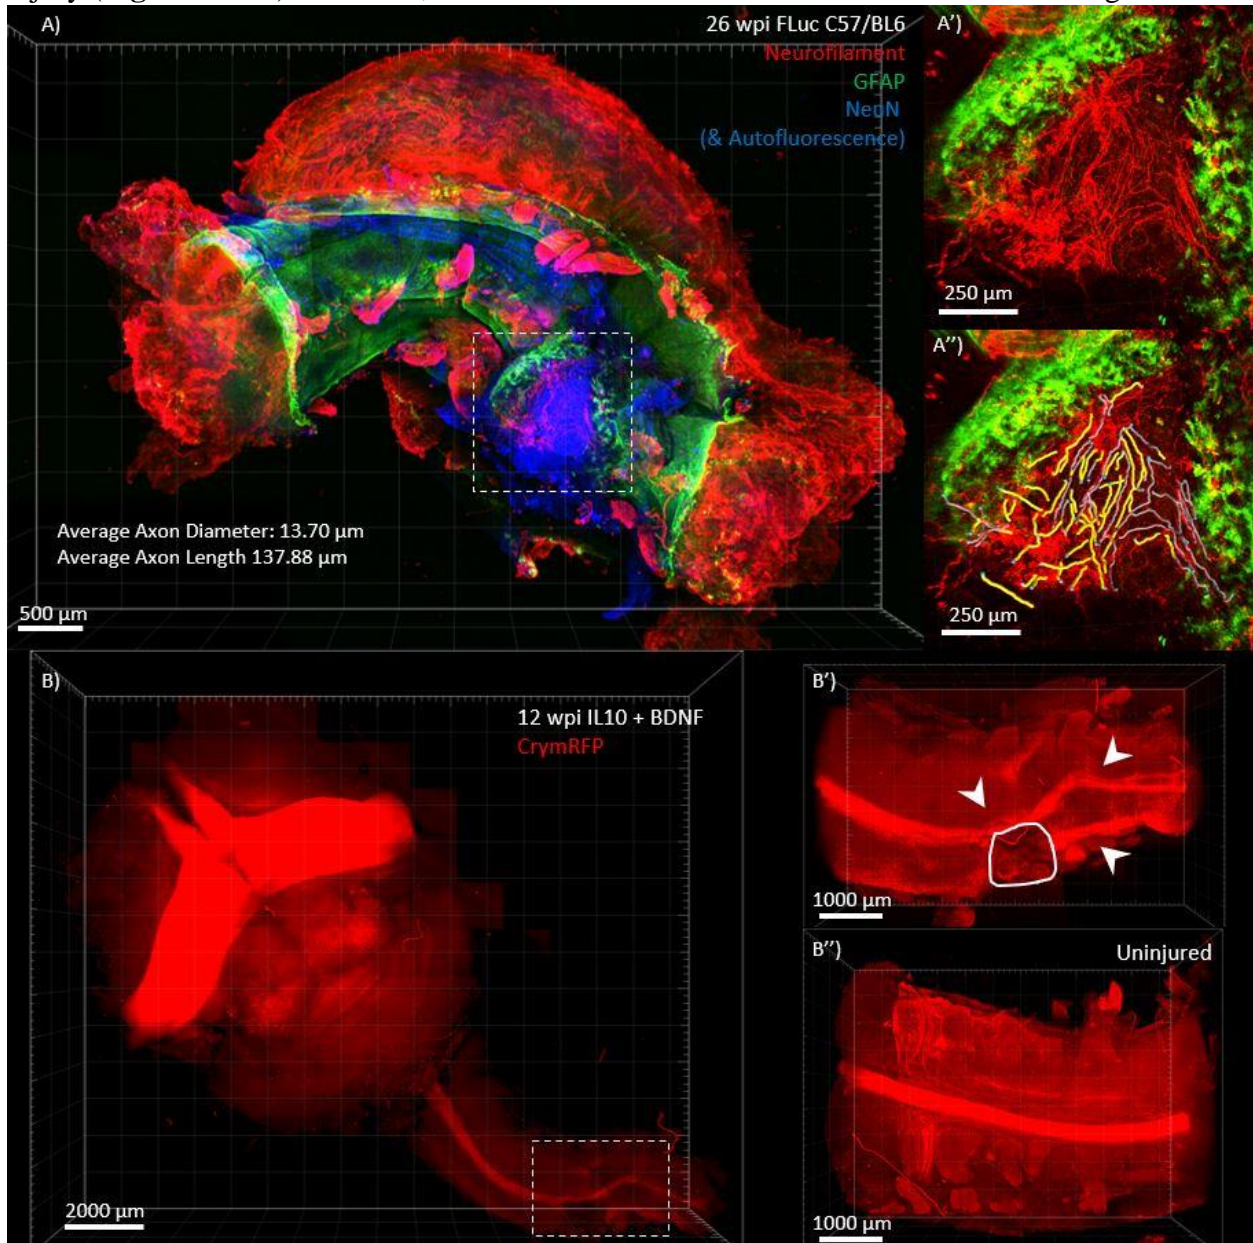 A)
26 wpi FLuc C57/BL6
Neurofilament
GFAP
NeuN
(& Autofluorescence)
Average Axon Diameter: 13.70 µm
Average Axon Length 137.88 µm
500 µm
A')
250 µm
A'')
250 µm
B)
12 wpi IL10 + BDNF
CrymRFP
2000 µm
B')
1000 µm
B'')
Uninjured
1000 µm